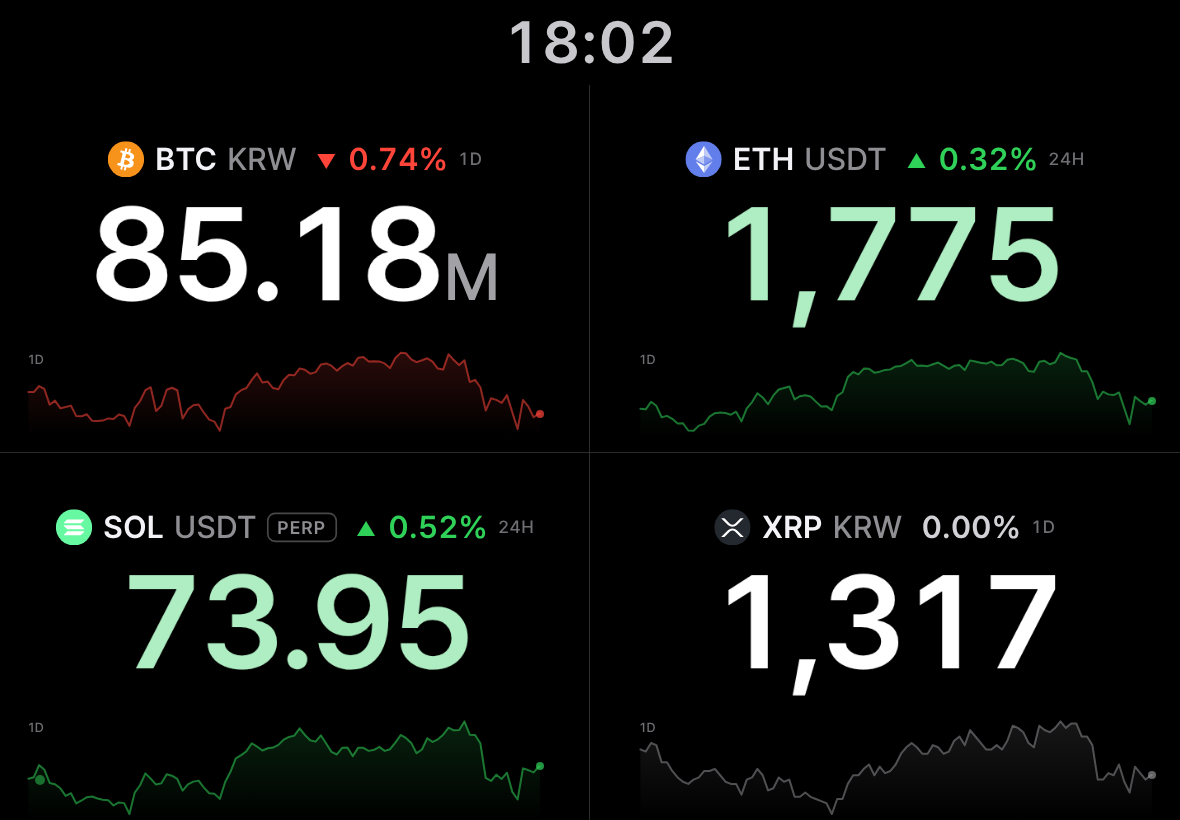 18:02
BTC KRW ▼ 0.74% 1D
85.18M
1D
ETH USDT ▲ 0.32% 24H
1,775
1D
SOL USDT PERP ▲ 0.52% 24H
73.95
1D
XRP KRW 0.00% 1D
1,317
1D